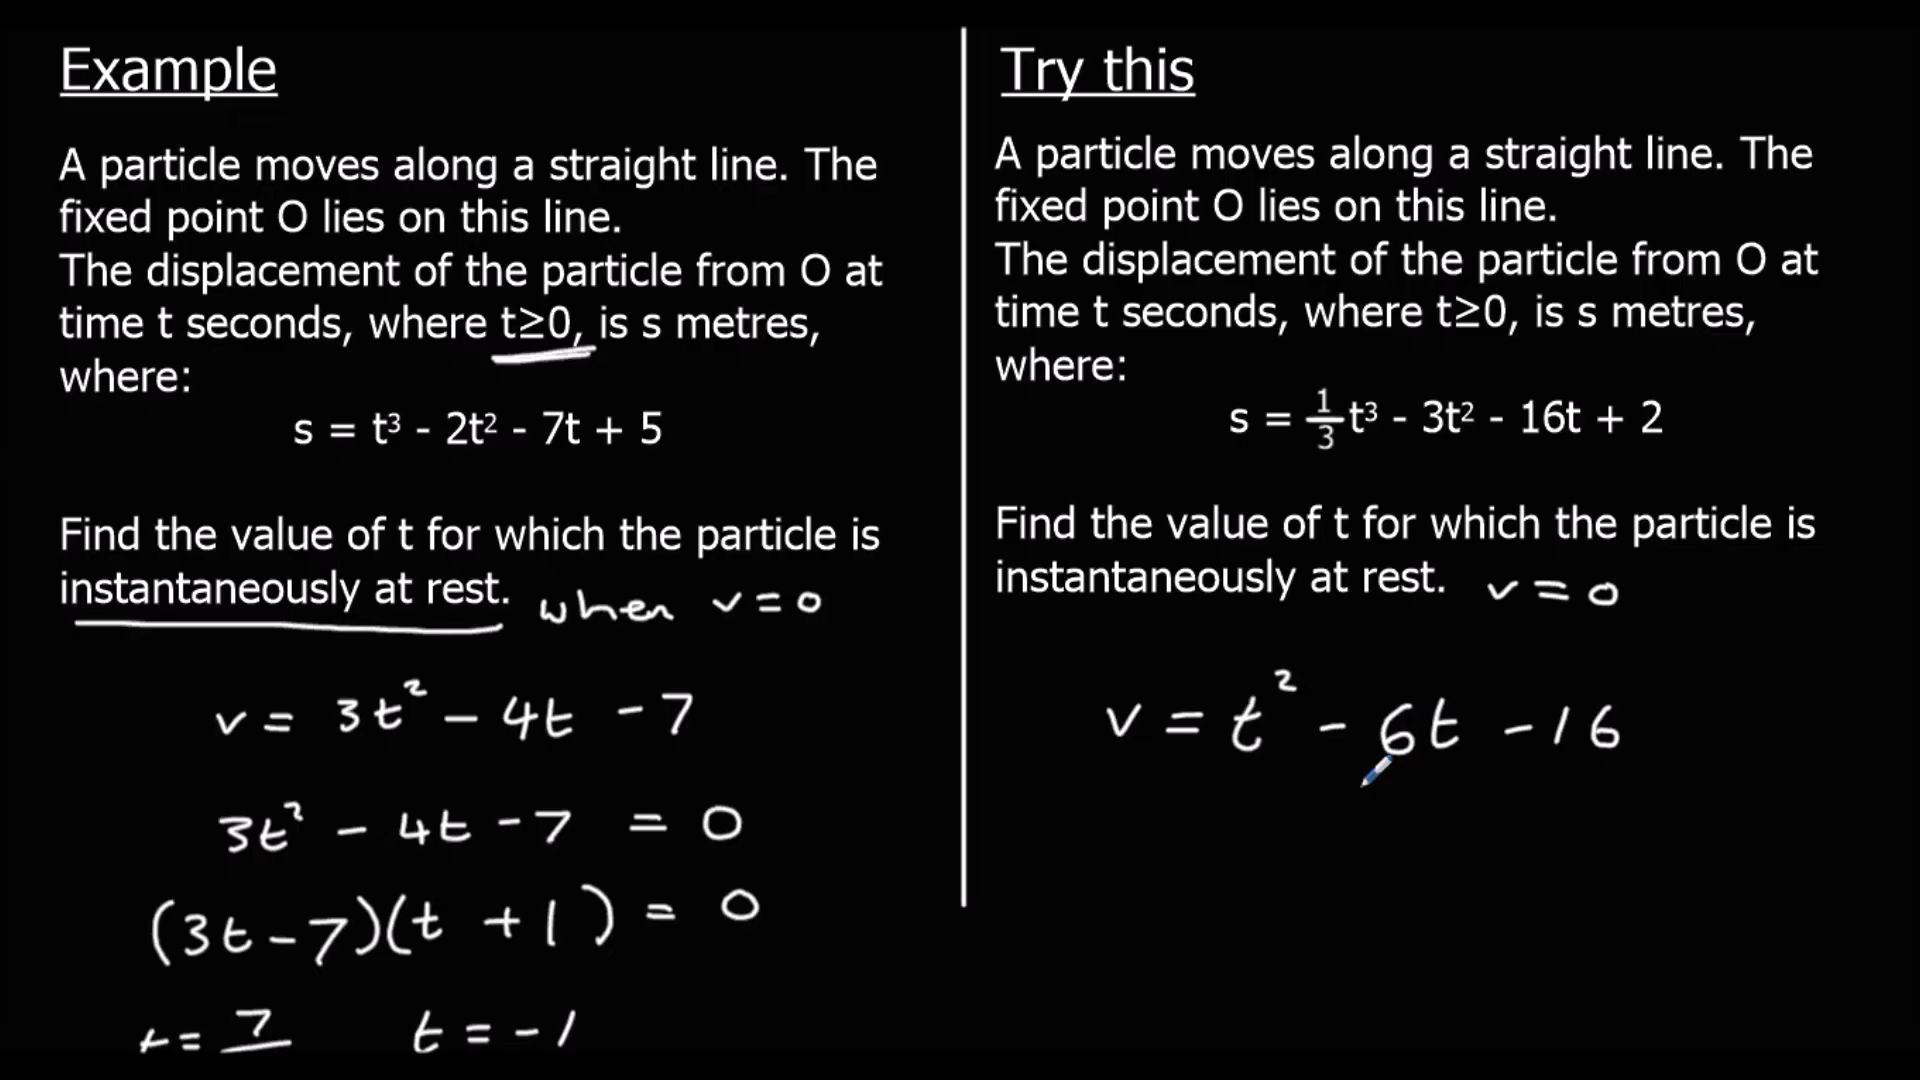 Example
A particle moves along a straight line. The
fixed point O lies on this line.
The displacement of the particle from O at
time t seconds, where t≥0, is s metres,
where:
s = t³ - 2t² - 7t + 5
Find the value of t for which the particle is
instantaneously at rest. when v = 0
v = 3t² - 4t - 7
3t² - 4t - 7 = 0
(3t - 7)(t + 1) = 0
t = 7 t = -1
Try this
A particle moves along a straight line. The
fixed point O lies on this line.
The displacement of the particle from O at
time t seconds, where t≥0, is s metres,
where:
s = 1/3 t³ - 3t² - 16t + 2
Find the value of t for which the particle is
instantaneously at rest. v = 0
v = t² - 6t - 16